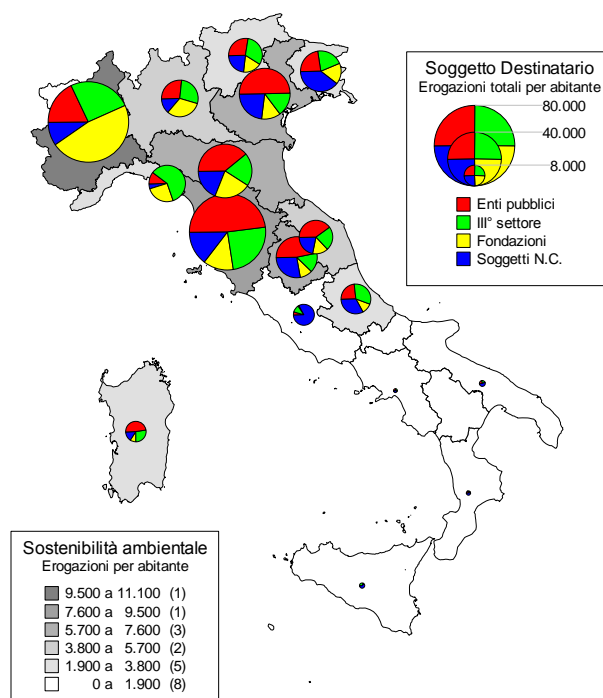 Soggetto Destinatario
Erogazioni totali per abitante
80.000
40.000
8.000
Enti pubblici
III° settore
Fondazioni
Soggetti N.C.
Sostenibilità ambientale
Erogazioni per abitante
9.500 a 11.100 (1)
7.600 a 9.500 (1)
5.700 a 7.600 (3)
3.800 a 5.700 (2)
1.900 a 3.800 (5)
0 a 1.900 (8)